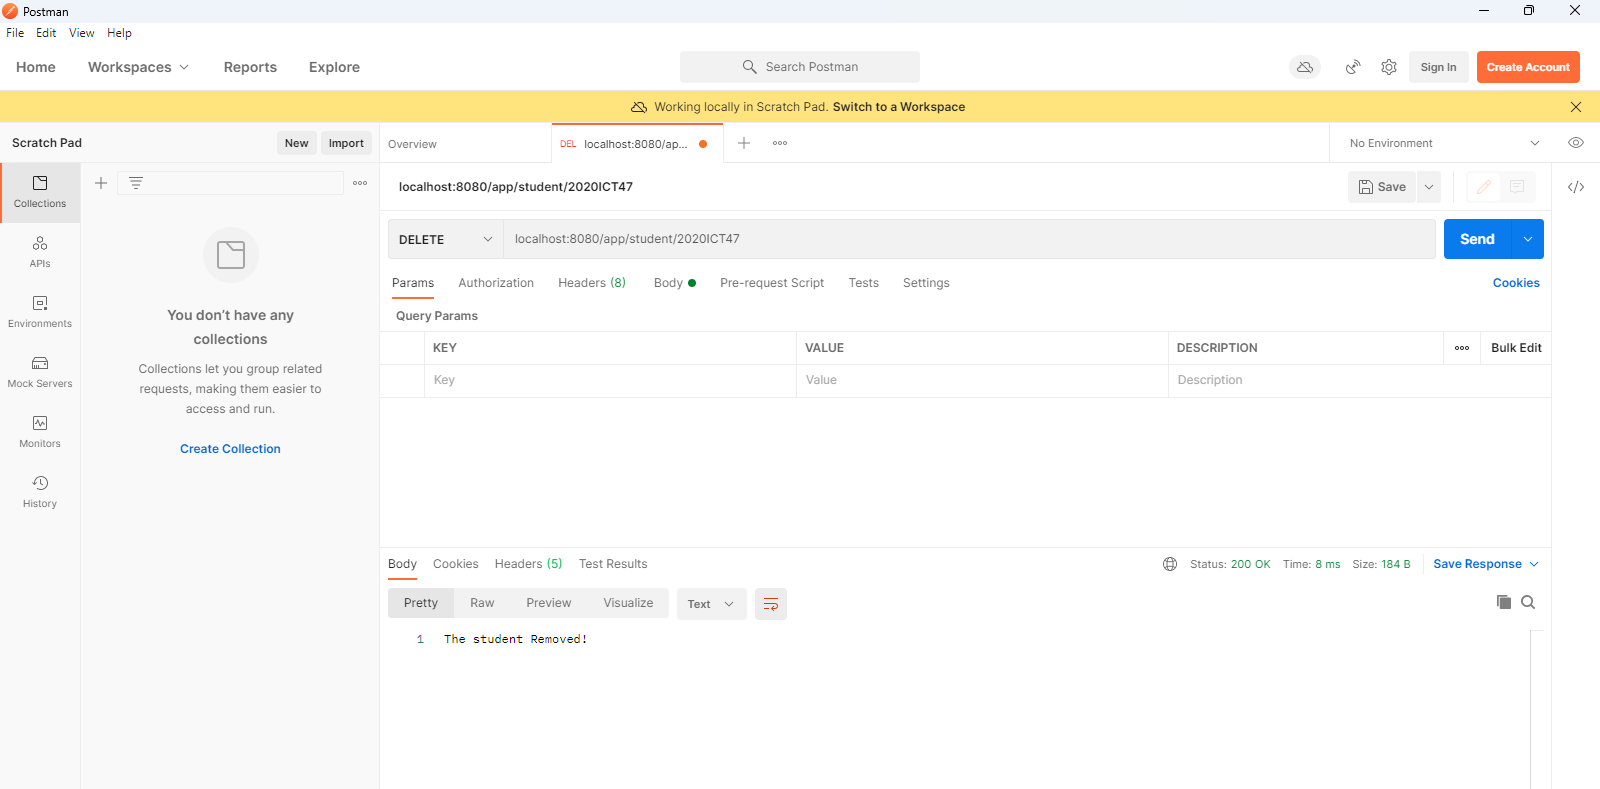 Postman
File Edit View Help
Home Workspaces Reports Explore Search Postman Sign In Create Account
Working locally in Scratch Pad. Switch to a Workspace
Scratch Pad New Import Overview DEL localhost:8080/ap... No Environment
Collections
APIs
Environments
Mock Servers
Monitors
History
You don't have any
collections
Collections let you group related
requests, making them easier to
access and run.
Create Collection
localhost:8080/app/student/2020ICT47 Save
DELETE localhost:8080/app/student/2020ICT47 Send
Params Authorization Headers (8) Body Pre-request Script Tests Settings Cookies
Query Params
KEY VALUE DESCRIPTION Bulk Edit
Key Value Description
Body Cookies Headers (5) Test Results Status: 200 OK Time: 8 ms Size: 184 B Save Response
Pretty Raw Preview Visualize Text
1 The student Removed!